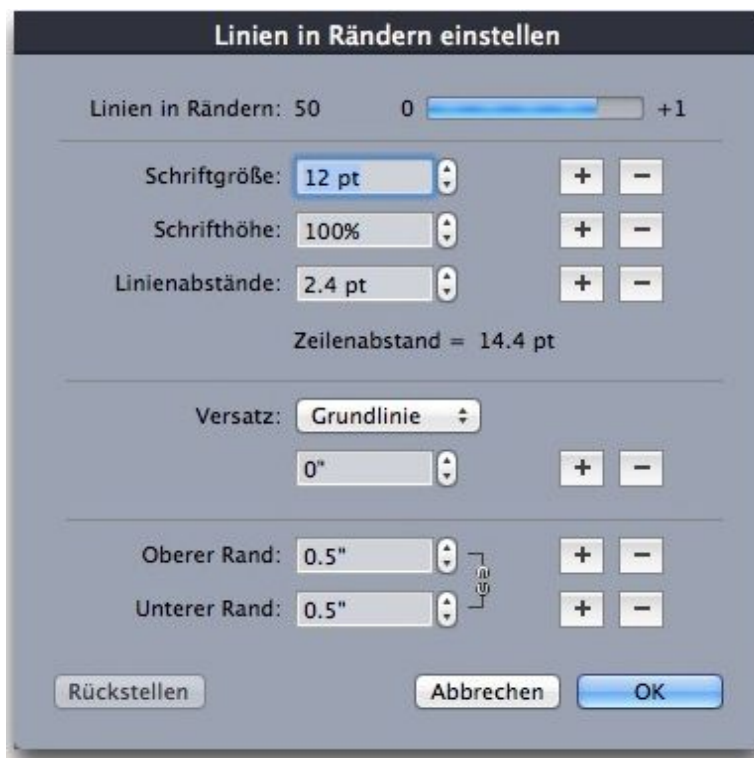 Linien in Rändern einstellen
Linien in Rändern: 50 0 +1
Schriftgröße: 12 pt + −
Schrifthöhe: 100% + −
Linienabstände: 2.4 pt + −
Zeilenabstand = 14.4 pt
Versatz: Grundlinie
0" + −
Oberer Rand: 0.5" + −
Unterer Rand: 0.5" + −
Rückstellen Abbrechen OK